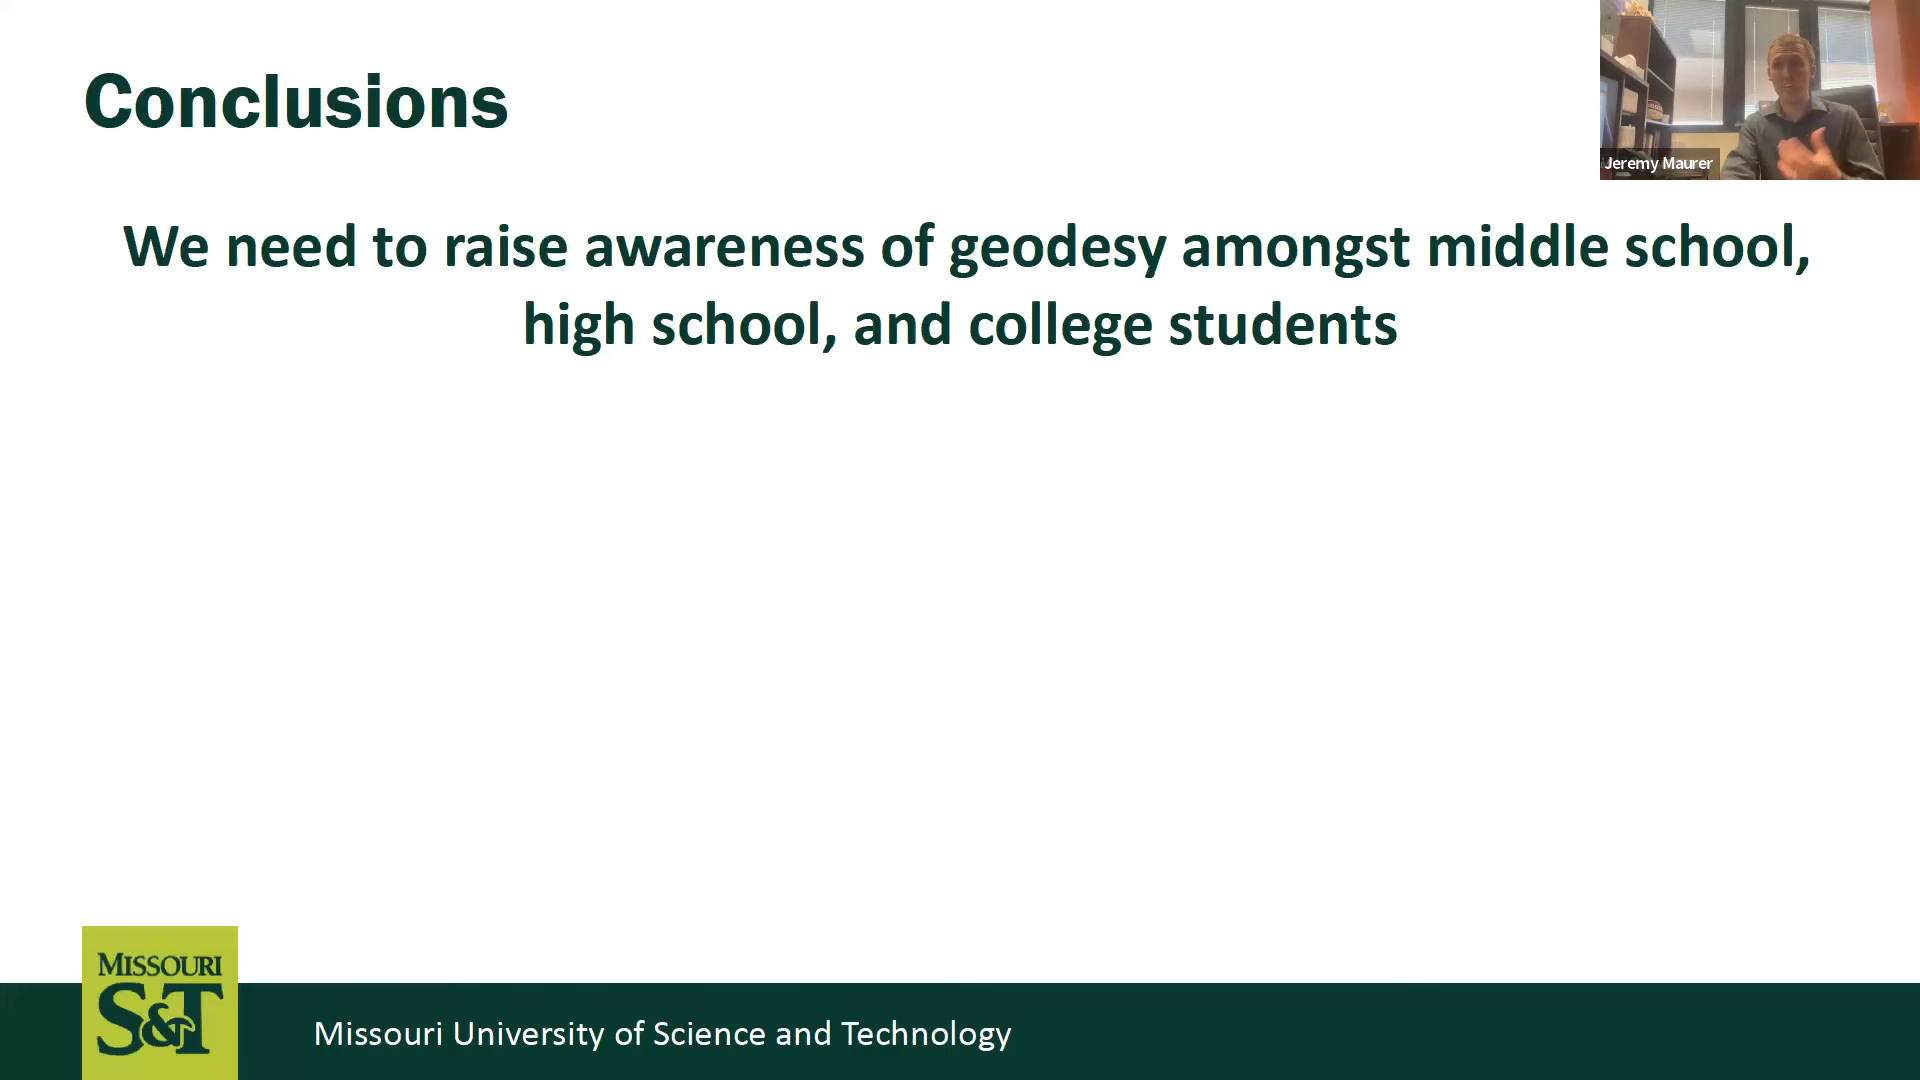 Conclusions
Jeremy Maurer
We need to raise awareness of geodesy amongst middle school,
high school, and college students
MISSOURI
S&T
Missouri University of Science and Technology